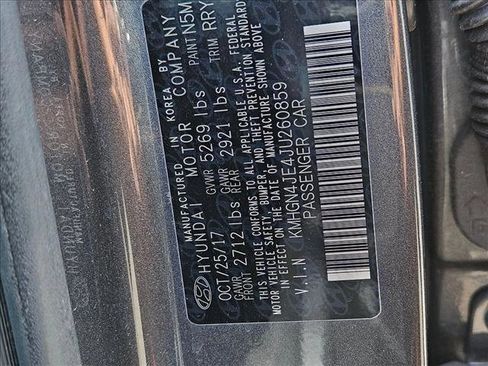 MANUFACTURED IN KOREA BY
HYUNDAI MOTOR COMPANY
OCT/25/17 GVWR 5269 lbs PAINT N5M
GAWR FRONT 2712 lbs GAWR REAR 2921 lbs TRIM RRY
THIS VEHICLE CONFORMS TO ALL APPLICABLE U.S.A. FEDERAL
MOTOR VEHICLE SAFETY, BUMPER, AND THEFT PREVENTION STANDARDS
IN EFFECT ON THE DATE OF MANUFACTURE SHOWN ABOVE
V.I.N KMHGN4JE4JU260859
PASSENGER CAR